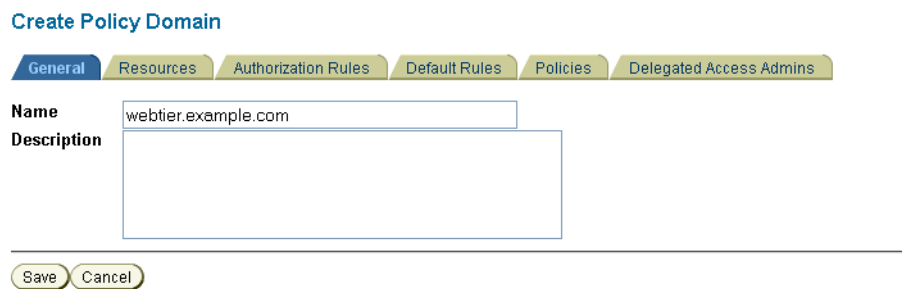 Create Policy Domain
General Resources Authorization Rules Default Rules Policies Delegated Access Admins
Name webtier.example.com
Description
Save Cancel